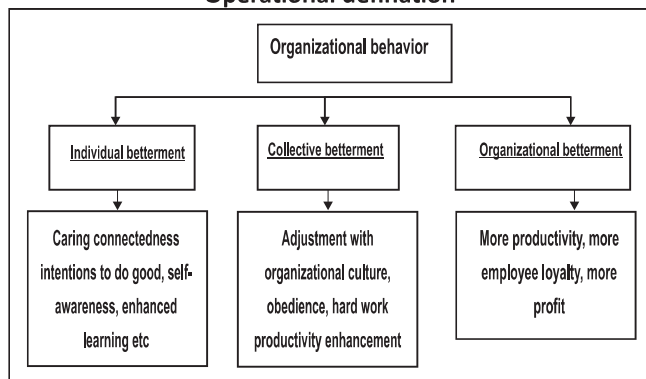 Operational defination
Organizational behavior
Individual betterment
Collective betterment
Organizational betterment
Caring connectedness
intentions to do good, self-
awareness, enhanced
learning etc
Adjustment with
organizational culture,
obedience, hard work
productivity enhancement
More productivity, more
employee loyalty, more
profit